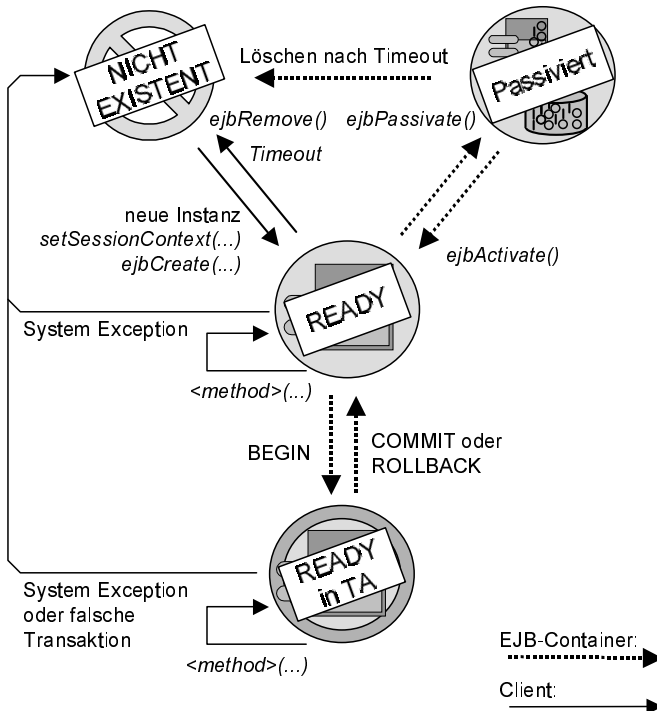 NICHT
EXISTENT
Löschen nach Timeout
Passiviert
ejbRemove()
ejbPassivate()
Timeout
neue Instanz
setSessionContext(...)
ejbCreate(...)
ejbActivate()
READY
System Exception
<method>(...)
BEGIN
COMMIT oder
ROLLBACK
READY
in TA
System Exception
oder falsche
Transaktion
<method>(...)
EJB-Container:
Client: